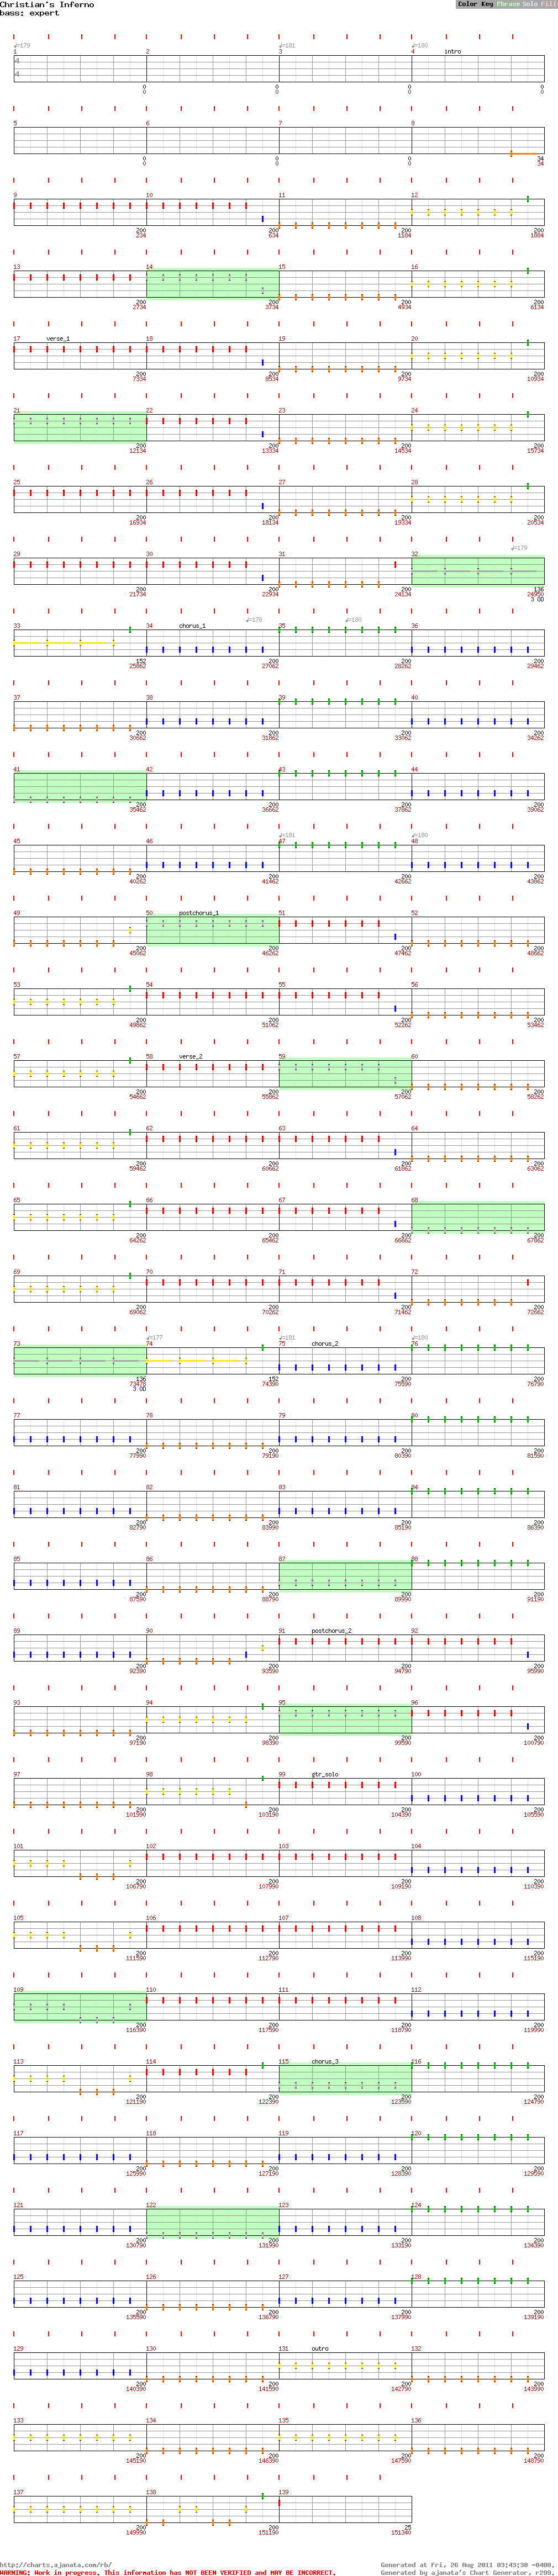 Christian's Inferno
bass: expert
Color Key Phrase Solo Fill
♩=179 ♩=181 ♩=180
1 2 3 4 intro
4
4
0 0 0 0
0 0 0 0
5 6 7 8
0 0 0 34
0 0 0 34
9 10 11 12
200 200 200 200
234 634 1184 1884
13 14 15 16
200 200 200 200
2734 3734 4934 6134
17 verse_1 18 19 20
200 200 200 200
7334 8534 9734 10934
21 22 23 24
200 200 200 200
12134 13334 14534 15734
25 26 27 28
200 200 200 200
16934 18134 19334 20534
♩=179
29 30 31 32
200 200 200 136
21734 22934 24134 24950
3 OD
♩=178 ♩=180
33 34 chorus_1 35 36
152 200 200 200
25862 27062 28262 29462
37 38 39 40
200 200 200 200
30662 31862 33062 34262
41 42 43 44
200 200 200 200
35462 36662 37862 39062
♩=181 ♩=180
45 46 47 48
200 200 200 200
40262 41462 42662 43862
49 50 postchorus_1 51 52
200 200 200 200
45062 46262 47462 48662
53 54 55 56
200 200 200 200
49862 51062 52262 53462
57 58 verse_2 59 60
200 200 200 200
54662 55862 57062 58262
61 62 63 64
200 200 200 200
59462 60662 61862 63062
65 66 67 68
200 200 200 200
64262 65462 66662 67862
69 70 71 72
200 200 200 200
69062 70262 71462 72662
♩=177 ♩=181 ♩=180
73 74 75 chorus_2 76
136 152 200 200
73478 74390 75590 76790
3 OD
77 78 79 80
200 200 200 200
77990 79190 80390 81590
81 82 83 84
200 200 200 200
82790 83990 85190 86390
85 86 87 88
200 200 200 200
87590 88790 89990 91190
89 90 91 postchorus_2 92
200 200 200 200
92390 93590 94790 95990
93 94 95 96
200 200 200 200
97190 98390 99590 100790
97 98 99 gtr_solo 100
200 200 200 200
101990 103190 104390 105590
101 102 103 104
200 200 200 200
106790 107990 109190 110390
105 106 107 108
200 200 200 200
111590 112790 113990 115190
109 110 111 112
200 200 200 200
116390 117590 118790 119990
113 114 115 chorus_3 116
200 200 200 200
121190 122390 123590 124790
117 118 119 120
200 200 200 200
125990 127190 128390 129590
121 122 123 124
200 200 200 200
130790 131990 133190 134390
125 126 127 128
200 200 200 200
135590 136790 137990 139190
129 130 131 outro 132
200 200 200 200
140390 141590 142790 143990
133 134 135 136
200 200 200 200
145190 146390 147590 148790
137 138 139
200 200 25
149990 151190 151340
http://charts.ajanata.com/rb/
Generated at Fri, 26 Aug 2011 03:43:30 -0400.
WARNING: Work in progress. This information has NOT BEEN VERIFIED and MAY BE INCORRECT.
Generated by ajanata's Chart Generator, r299.